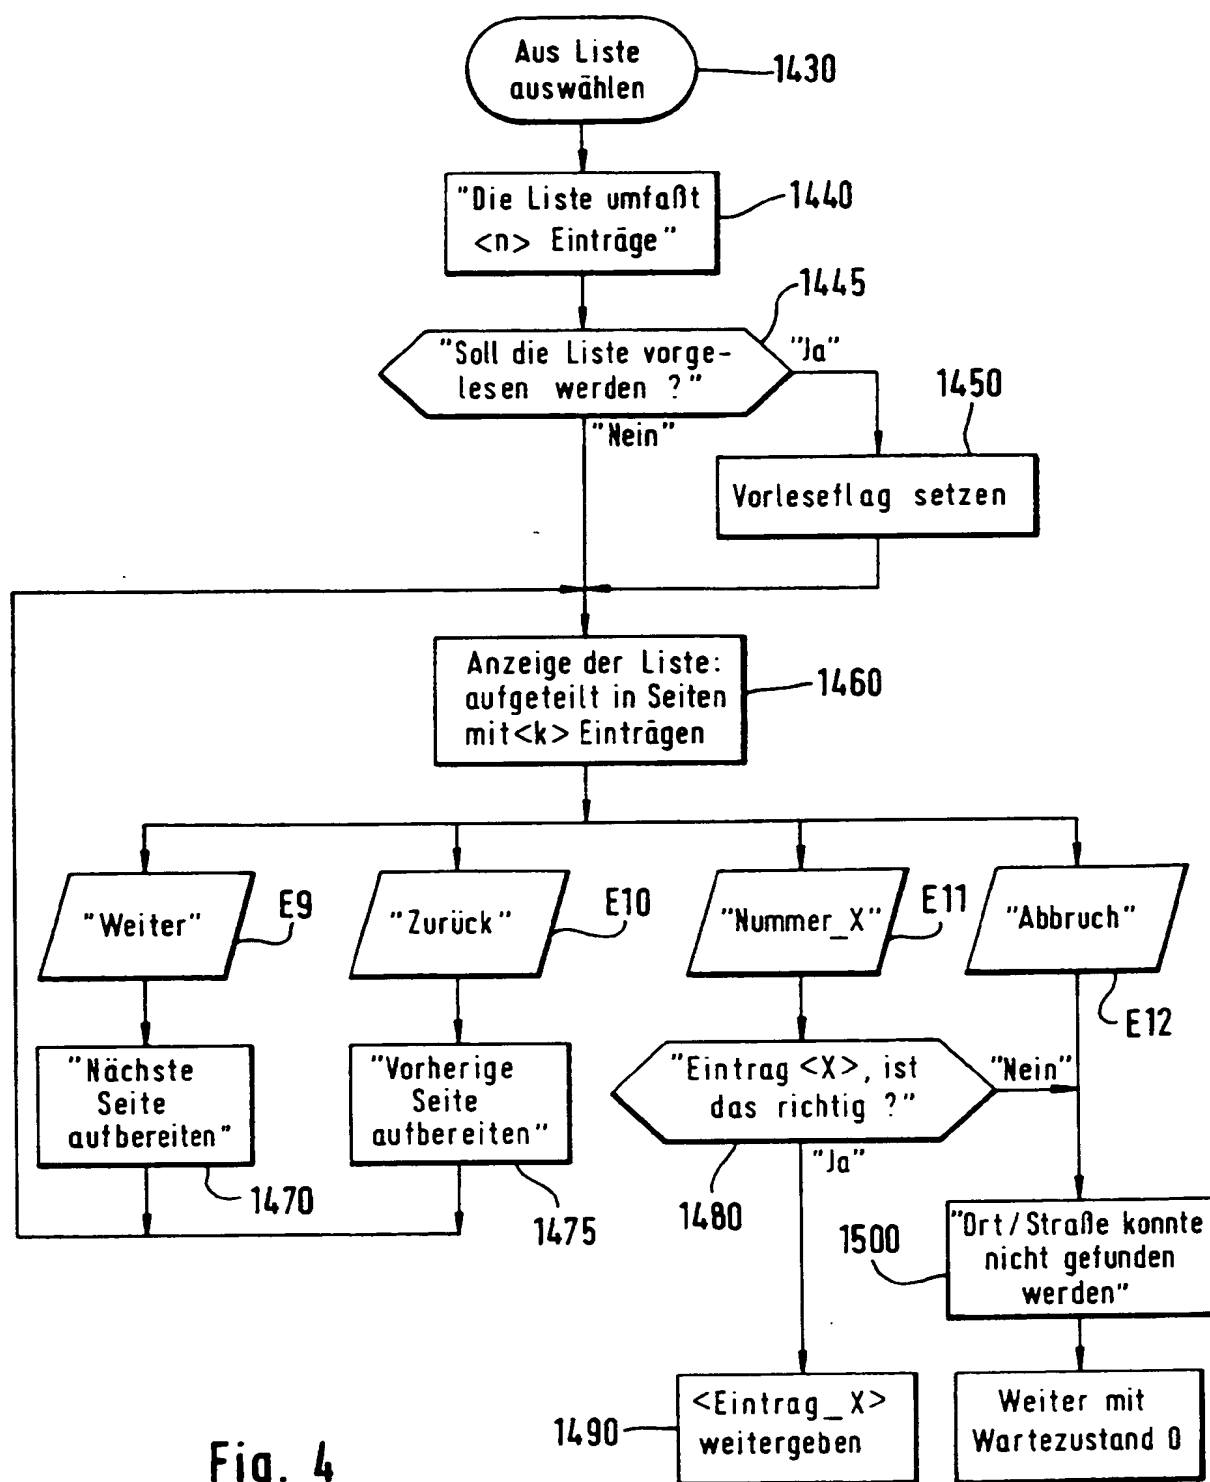 Aus Liste
auswählen
1430
"Die Liste umfaßt
<n> Einträge"
1440
1445
"Soll die Liste vorge-
lesen werden ?"
"Ja"
"Nein"
1450
Vorleseflag setzen
Anzeige der Liste:
aufgeteilt in Seiten
mit <k> Einträgen
1460
"Weiter"
E9
"Zurück"
E10
"Nummer_X"
E11
"Abbruch"
E12
"Nächste
Seite
aufbereiten"
1470
"Vorherige
Seite
aufbereiten"
1475
"Eintrag <X>, ist
das richtig ?"
"Nein"
"Ja"
1480
1500
"Ort/Straße konnte
nicht gefunden
werden"
<Eintrag_X>
weitergeben
1490
Weiter mit
Wartezustand 0
Fig. 4